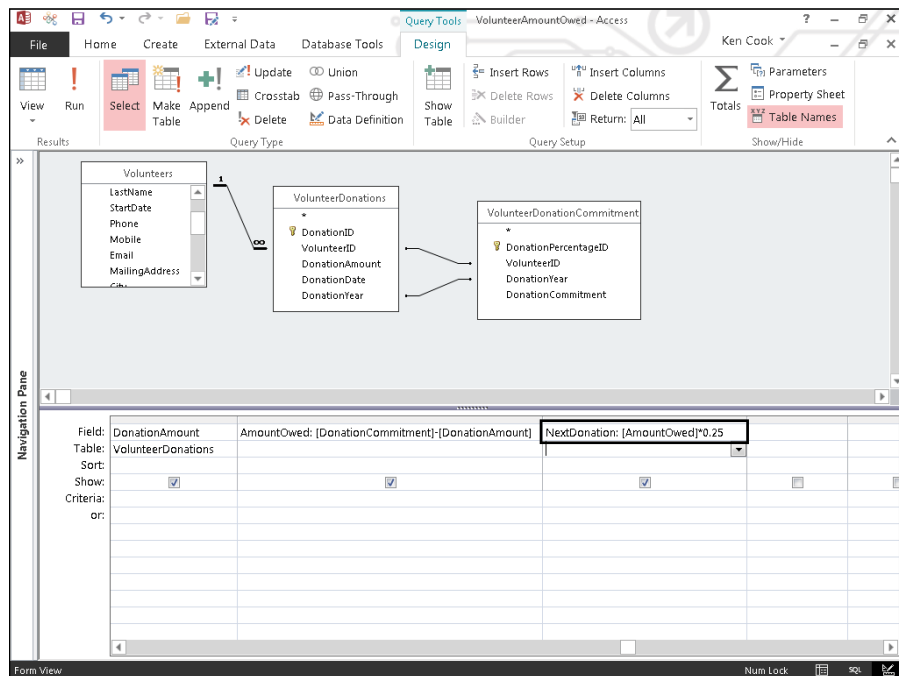 Query Tools
VolunteerAmountOwed - Access
?
File
Home
Create
External Data
Database Tools
Design
Ken Cook
View
Run
Results
Select
Make Table
Append
Update
Crosstab
Delete
Union
Pass-Through
Data Definition
Query Type
Show Table
Insert Rows
Delete Rows
Builder
Insert Columns
Delete Columns
Return: All
Query Setup
Totals
Parameters
Property Sheet
Table Names
Show/Hide
Navigation Pane
Volunteers
LastName
StartDate
Phone
Mobile
Email
MailingAddress
City
1
∞
VolunteerDonations
*
DonationID
VolunteerID
DonationAmount
DonationDate
DonationYear
VolunteerDonationCommitment
*
DonationPercentageID
VolunteerID
DonationYear
DonationCommitment
Field: DonationAmount AmountOwed: [DonationCommitment]-[DonationAmount] NextDonation: [AmountOwed]*0.25
Table: VolunteerDonations
Sort:
Show:
Criteria:
or:
Form View
Num Lock
SQL